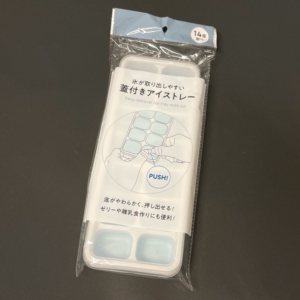 14個
氷が取り出しやすい
蓋付きアイストレー
PUSH!
底がやわらかく、押し出せる!
ゼリーや離乳食作りにも便利!